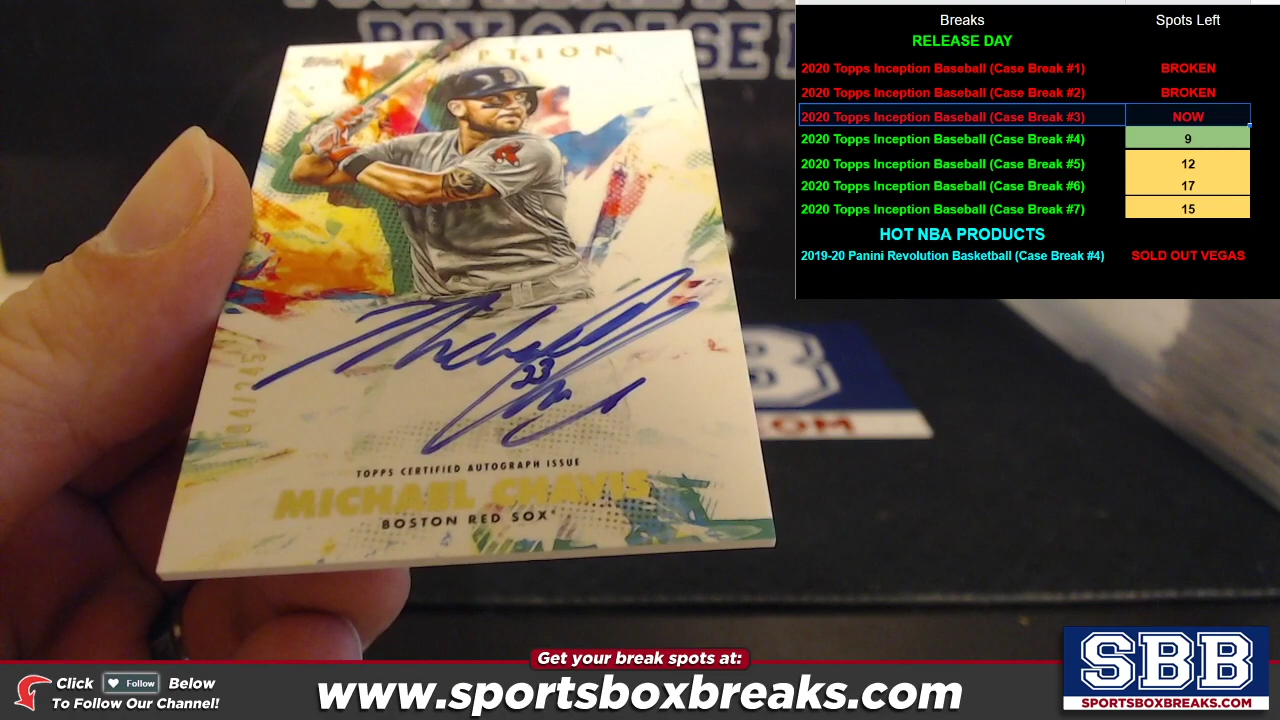 Breaks Spots Left
RELEASE DAY
2020 Topps Inception Baseball (Case Break #1) BROKEN
2020 Topps Inception Baseball (Case Break #2) BROKEN
2020 Topps Inception Baseball (Case Break #3) NOW
2020 Topps Inception Baseball (Case Break #4) 9
2020 Topps Inception Baseball (Case Break #5) 12
2020 Topps Inception Baseball (Case Break #6) 17
2020 Topps Inception Baseball (Case Break #7) 15
HOT NBA PRODUCTS
2019-20 Panini Revolution Basketball (Case Break #4) SOLD OUT VEGAS
Topps
23
TOPPS CERTIFIED AUTOGRAPH ISSUE
MICHAEL CHAVIS
BOSTON RED SOX
Get your break spots at:
Click Follow Below
To Follow Our Channel!
www.sportsboxbreaks.com
SBB
SPORTSBOXBREAKS.COM